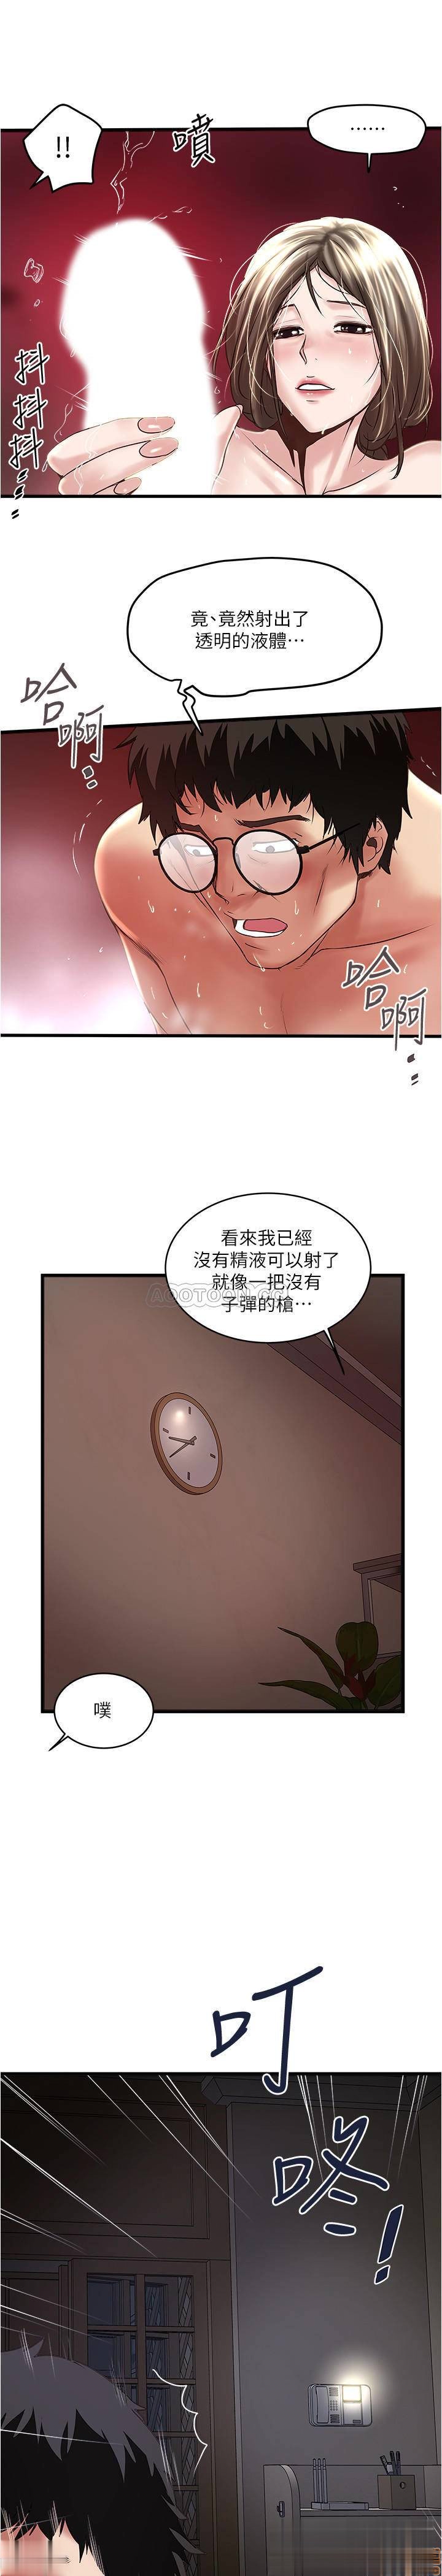 !!
噴
……
抖
抖
抖
竟、竟然射出了
透明的液體…
哈
啊
哈
啊
看來我已經
沒有精液可以射了
就像一把沒有
子彈的槍…
噗
叮
咚!